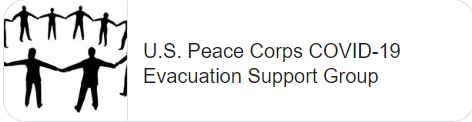 U.S. Peace Corps COVID-19
Evacuation Support Group